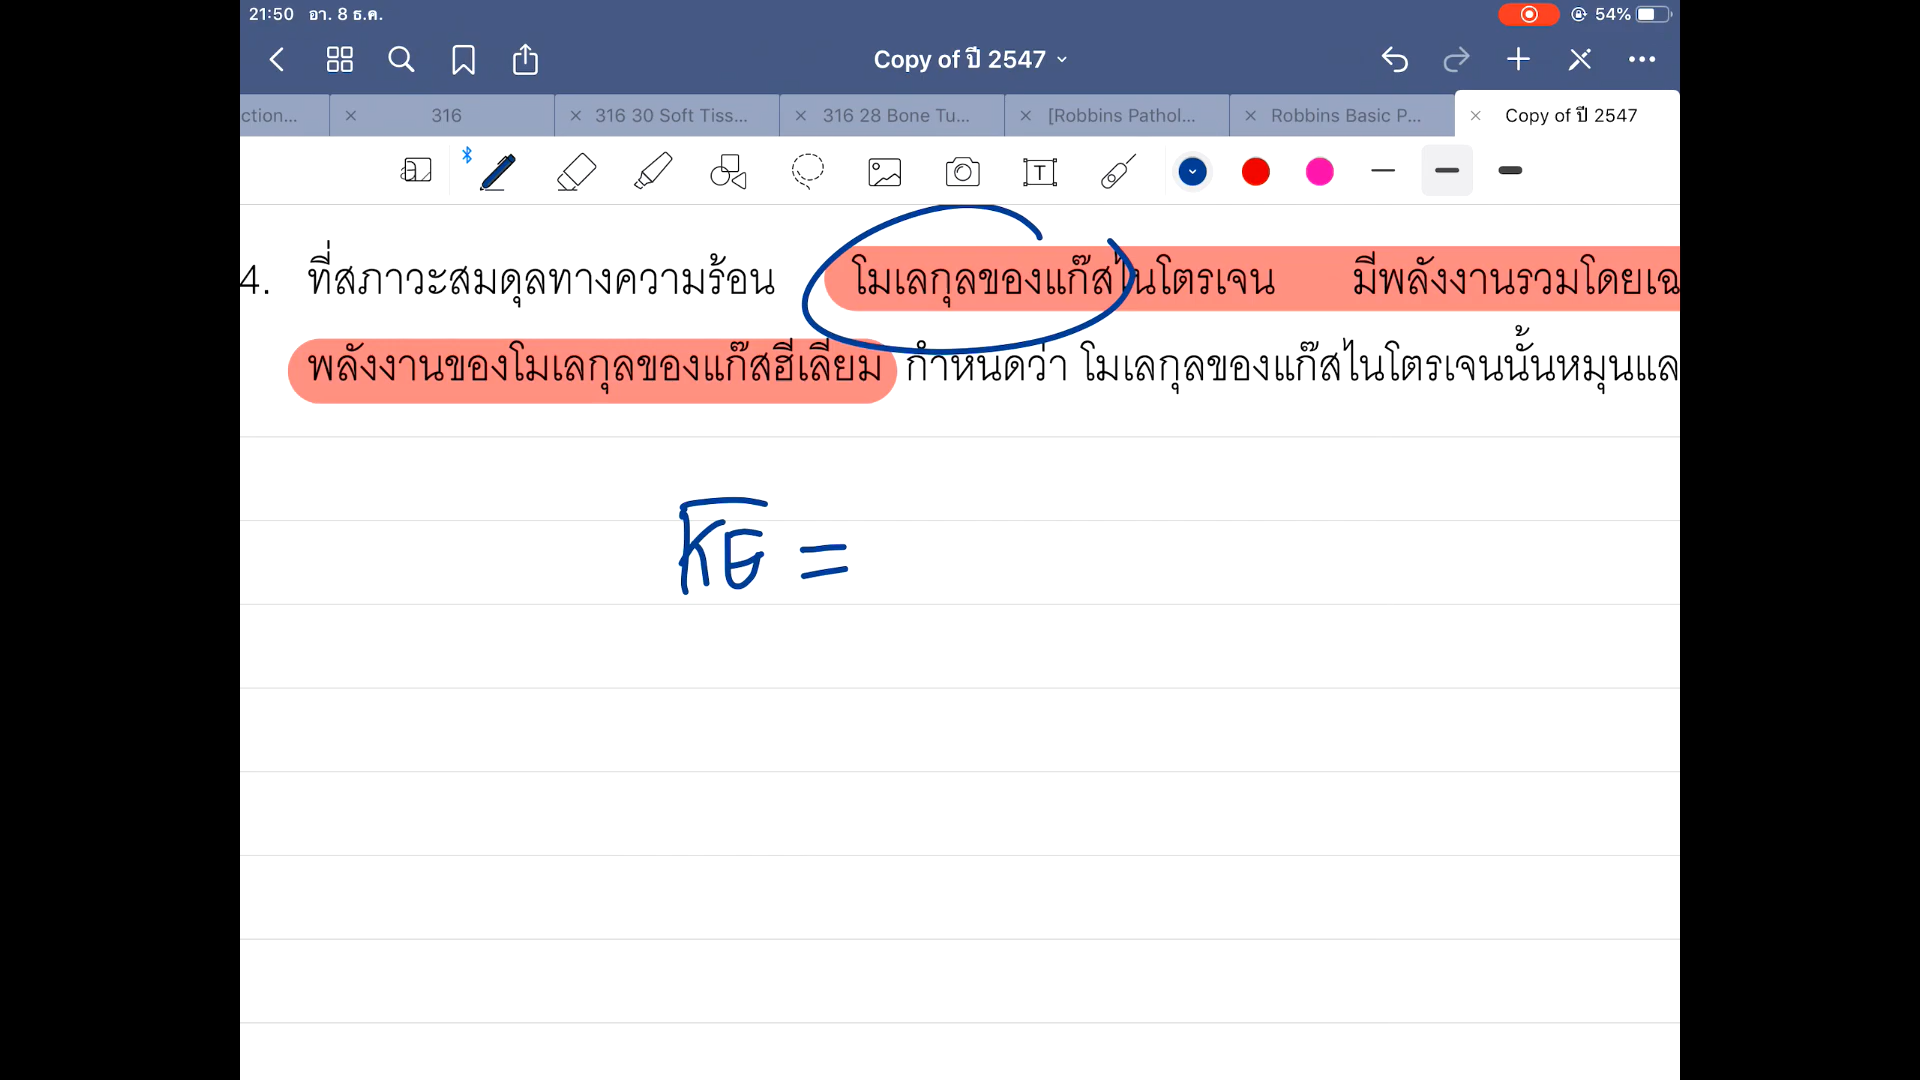 21:50 อา. 8 ธ.ค. 54%
Copy of ปี 2547
ction... 316 316 30 Soft Tiss... 316 28 Bone Tu... [Robbins Pathol... Robbins Basic P... Copy of ปี 2547
4. ที่สภาวะสมดุลทางความร้อน โมเลกุลของแก๊สไนโตรเจน มีพลังงานรวมโดยเฉ
พลังงานของโมเลกุลของแก๊สฮีเลียม กำหนดว่า โมเลกุลของแก๊สไนโตรเจนนั้นหมุนแล
KE =